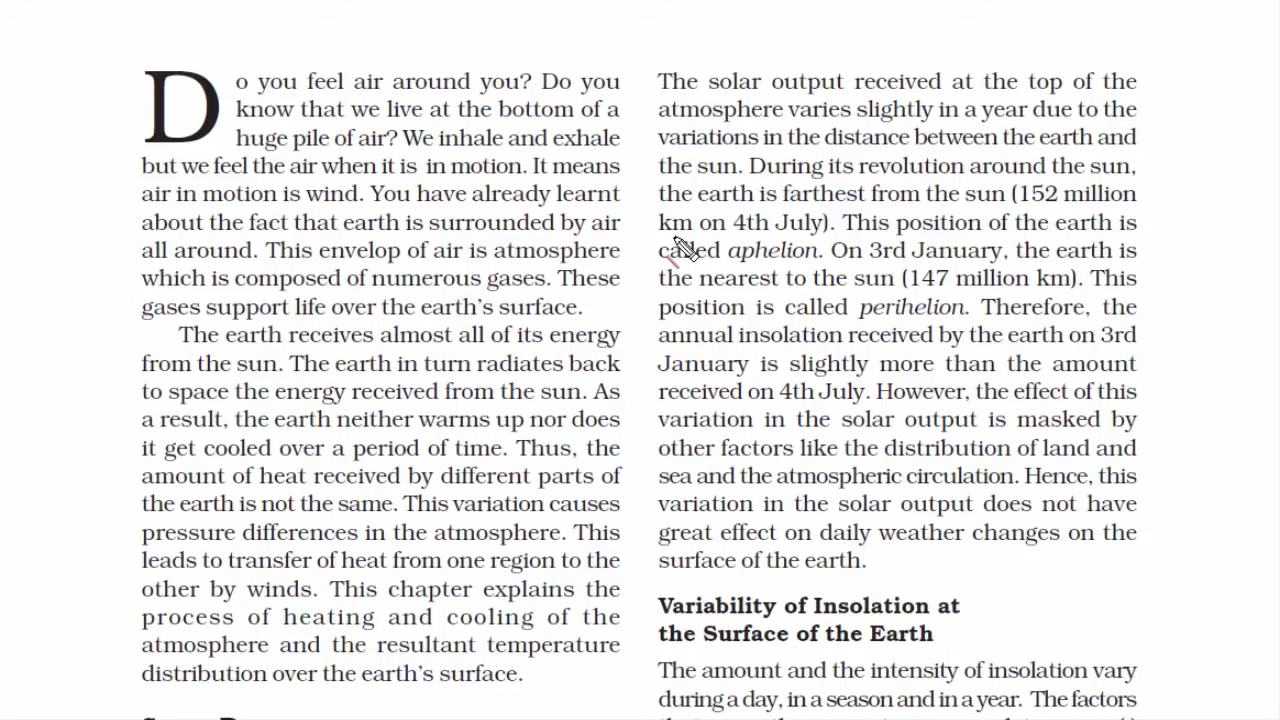 Do you feel air around you? Do you
know that we live at the bottom of a
huge pile of air? We inhale and exhale
but we feel the air when it is in motion. It means
air in motion is wind. You have already learnt
about the fact that earth is surrounded by air
all around. This envelop of air is atmosphere
which is composed of numerous gases. These
gases support life over the earth's surface.
The earth receives almost all of its energy
from the sun. The earth in turn radiates back
to space the energy received from the sun. As
a result, the earth neither warms up nor does
it get cooled over a period of time. Thus, the
amount of heat received by different parts of
the earth is not the same. This variation causes
pressure differences in the atmosphere. This
leads to transfer of heat from one region to the
other by winds. This chapter explains the
process of heating and cooling of the
atmosphere and the resultant temperature
distribution over the earth's surface.
The solar output received at the top of the
atmosphere varies slightly in a year due to the
variations in the distance between the earth and
the sun. During its revolution around the sun,
the earth is farthest from the sun (152 million
km on 4th July). This position of the earth is
called aphelion. On 3rd January, the earth is
the nearest to the sun (147 million km). This
position is called perihelion. Therefore, the
annual insolation received by the earth on 3rd
January is slightly more than the amount
received on 4th July. However, the effect of this
variation in the solar output is masked by
other factors like the distribution of land and
sea and the atmospheric circulation. Hence, this
variation in the solar output does not have
great effect on daily weather changes on the
surface of the earth.
Variability of Insolation at
the Surface of the Earth
The amount and the intensity of insolation vary
during a day, in a season and in a year. The factors